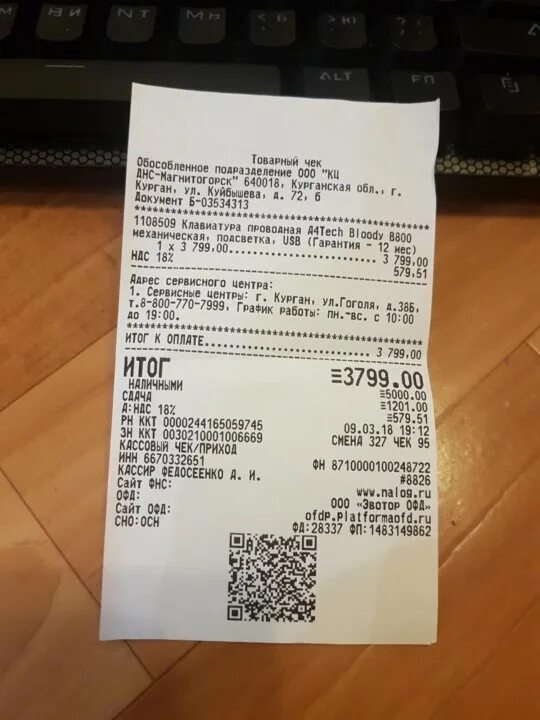 ALT
Товарный чек
Обособленное подразделение ООО "КЦ
ДНС-Магнитогорск" 640018, Курганская обл., г.
Курган, ул. Куйбышева, д. 72, б
Документ Б-03534313
1108509 Клавиатура проводная A4Tech Bloody B800
механическая, подсветка, USB (Гарантия - 12 мес)
1 x 3 799,00................................ 3 799,00
НДС 18% 579.51
Адрес сервисного центра:
1. Сервисные центры: г. Курган, ул.Гоголя, д.38Б,
т.8-800-770-7999, График работы: пн.-вс. с 10:00
до 19:00.
ИТОГ К ОПЛАТЕ................................ 3 799,00
ИТОГ ≡3799.00
НАЛИЧНЫМИ ≡5000.00
СДАЧА ≡1201.00
А:НДС 18% ≡579.51
РН ККТ 0000244165059745 09.03.18 19:12
ЗН ККТ 0030210001006669 СМЕНА 327 ЧЕК 95
КАССОВЫЙ ЧЕК/ПРИХОД
ИНН 6670332651 ФН 8710000100248722
КАССИР ФЕДОСЕЕНКО Д. И. #8826
Сайт ФНС: www.nalog.ru
ОФД: ООО «Эвотор ОФД»
Сайт ОФД: ofdp.platformaofd.ru
СНО:ОСН ФД:28337 ФП:1483149862